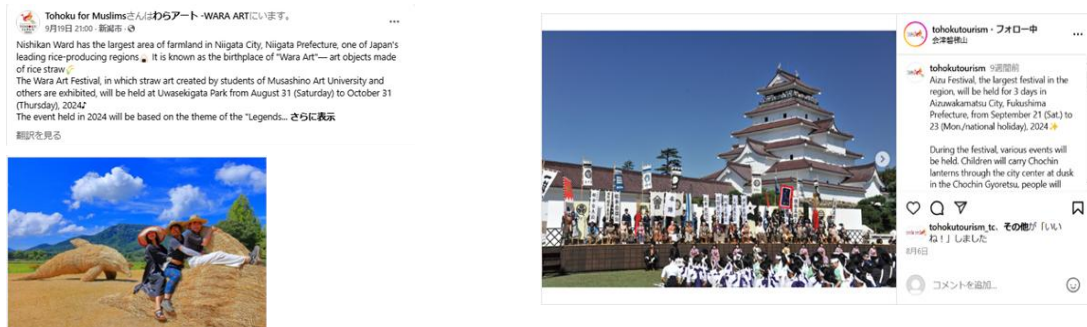 Tohoku for Muslimsさんはわらアート -WARA ARTにいます。
9月19日 21:00・新潟市・
Nishikan Ward has the largest area of farmland in Niigata City, Niigata Prefecture, one of Japan's
leading rice-producing regions🍙. It is known as the birthplace of "Wara Art"— art objects made
of rice straw🌾
The Wara Art Festival, in which straw art created by students of Musashino Art University and
others are exhibited, will be held at Uwasekigata Park from August 31 (Saturday) to October 31
(Thursday), 2024♪
The event held in 2024 will be based on the theme of the "Legends... さらに表示
翻訳を見る
tohokutourism・フォロー中
会津磐梯山
tohokutourism 9週間前
Aizu Festival, the largest festival in the
region, will be held for 3 days in
Aizuwakamatsu City, Fukushima
Prefecture, from September 21 (Sat.) to
23 (Mon./national holiday), 2024✨
During the festival, various events will
be held. Children will carry Chochin
lanterns through the city center at dusk
in the Chochin Gyoretsu, people will
tohokutourism_tc、その他が「いい
ね！」しました
8月6日
コメントを追加...